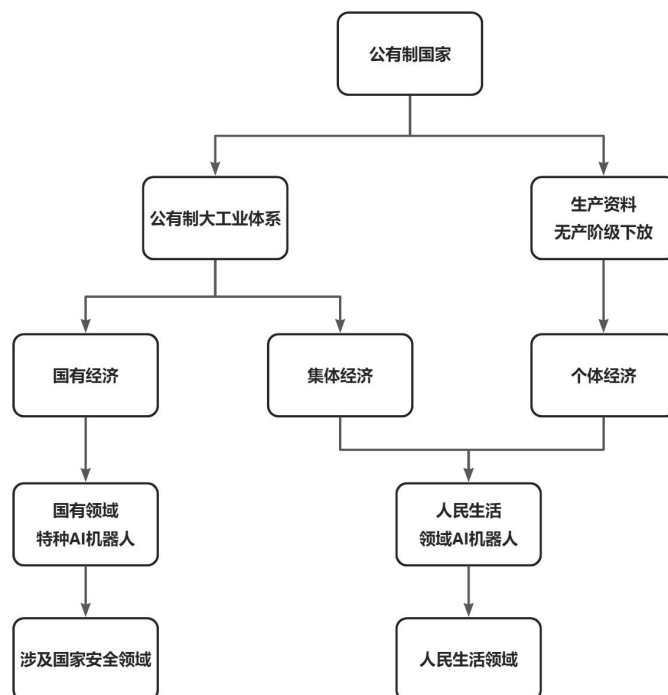 公有制国家
公有制大工业体系
生产资料
无产阶级下放
国有经济
集体经济
个体经济
国有领域
特种AI机器人
人民生活
领域AI机器人
涉及国家安全领域
人民生活领域